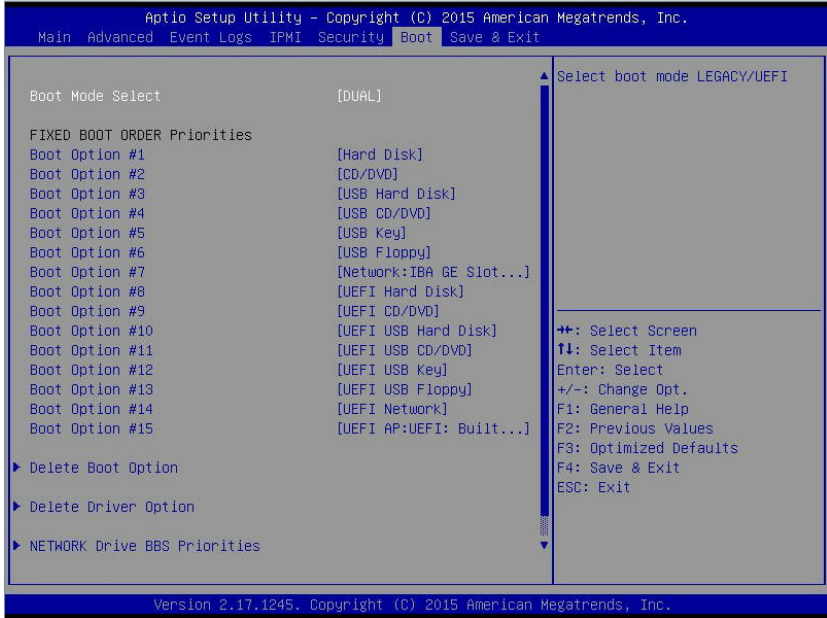 Aptio Setup Utility – Copyright (C) 2015 American Megatrends, Inc.
Main Advanced Event Logs IPMI Security Boot Save & Exit
Boot Mode Select [DUAL]
FIXED BOOT ORDER Priorities
Boot Option #1 [Hard Disk]
Boot Option #2 [CD/DVD]
Boot Option #3 [USB Hard Disk]
Boot Option #4 [USB CD/DVD]
Boot Option #5 [USB Key]
Boot Option #6 [USB Floppy]
Boot Option #7 [Network:IBA GE Slot...]
Boot Option #8 [UEFI Hard Disk]
Boot Option #9 [UEFI CD/DVD]
Boot Option #10 [UEFI USB Hard Disk]
Boot Option #11 [UEFI USB CD/DVD]
Boot Option #12 [UEFI USB Key]
Boot Option #13 [UEFI USB Floppy]
Boot Option #14 [UEFI Network]
Boot Option #15 [UEFI AP:UEFI: Built...]
Delete Boot Option
Delete Driver Option
NETWORK Drive BBS Priorities
Select boot mode LEGACY/UEFI
→←: Select Screen
↑↓: Select Item
Enter: Select
+/-: Change Opt.
F1: General Help
F2: Previous Values
F3: Optimized Defaults
F4: Save & Exit
ESC: Exit
Version 2.17.1245. Copyright (C) 2015 American Megatrends, Inc.